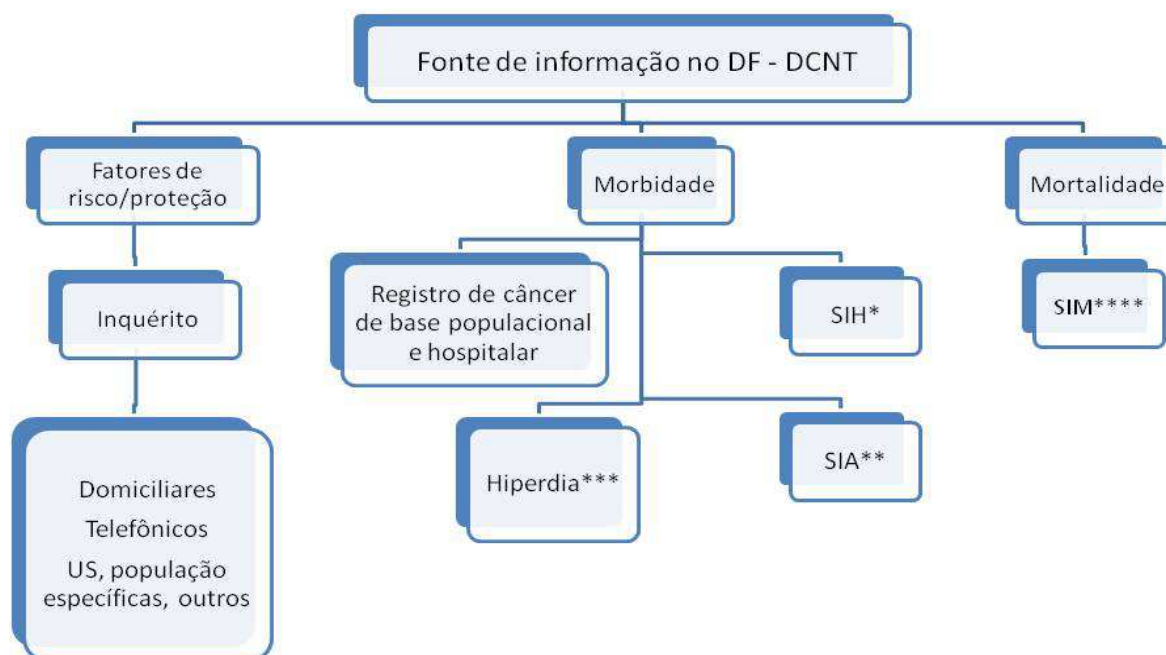 Fonte de informação no DF - DCNT
Fatores de
risco/proteção
Morbidade
Mortalidade
Inquérito
Registro de câncer
de base populacional
e hospitalar
SIH*
SIM****
Domiciliares
Telefônicos
US, população
específicas, outros
Hiperdia***
SIA**